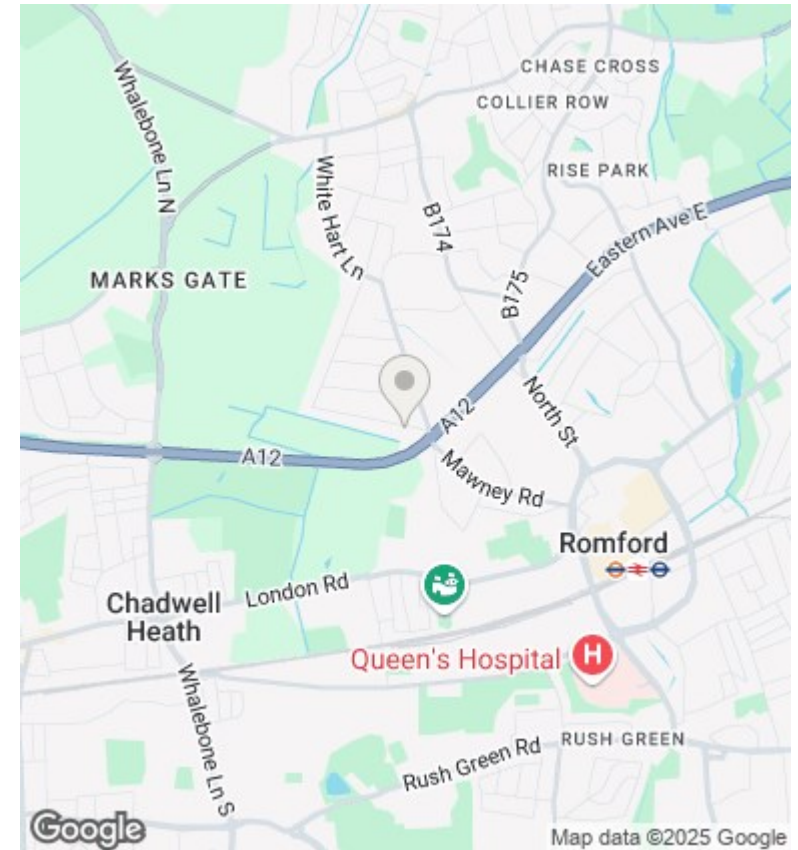 CHASE CROSS
COLLIER ROW
Whalebone Ln N
RISE PARK
White Hart Ln
B174
Eastern Ave E
MARKS GATE
B175
A12
North St
A12
Mawney Rd
Romford
London Rd
Chadwell
Heath
Queen's Hospital
H
Whalebone Ln S
RUSH GREEN
Rush Green Rd
Google
Map data ©2025 Google